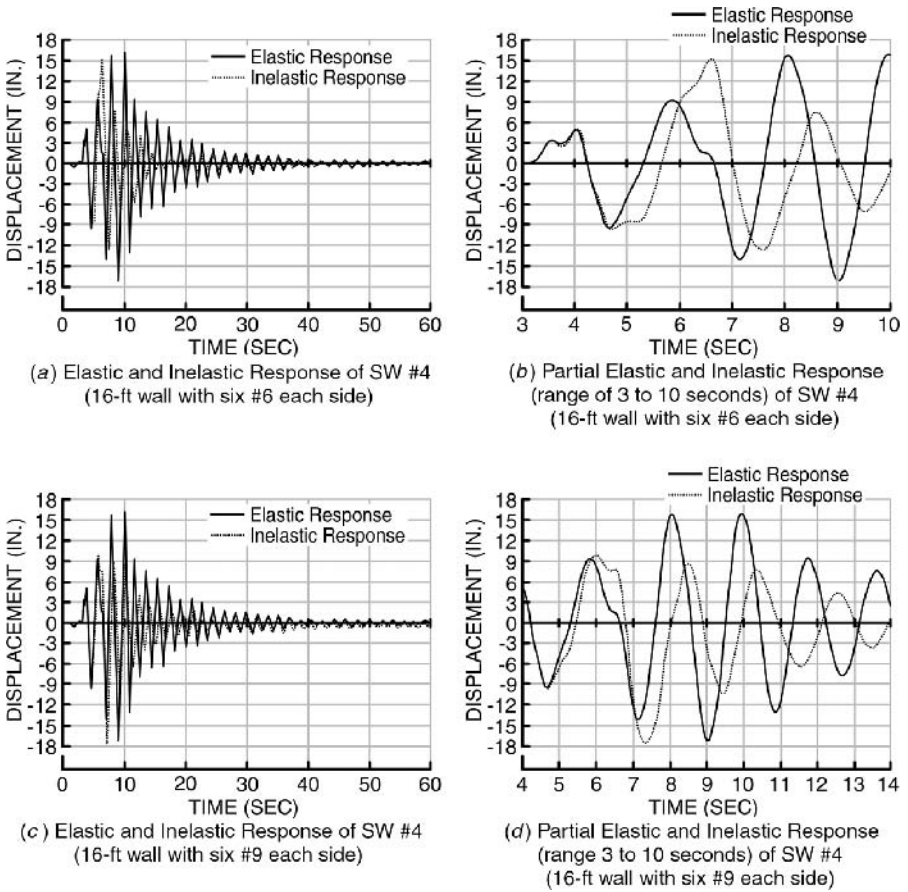 Elastic Response
Inelastic Response
18
15
12
9
6
3
0
-3
-6
-9
-12
-15
-18
DISPLACEMENT (IN.)
0 10 20 30 40 50 60
TIME (SEC)
(a) Elastic and Inelastic Response of SW #4
(16-ft wall with six #6 each side)
Elastic Response
Inelastic Response
18
15
12
9
6
3
0
-3
-6
-9
-12
-15
-18
DISPLACEMENT (IN.)
3 4 5 6 7 8 9 10
TIME (SEC)
(b) Partial Elastic and Inelastic Response
(range of 3 to 10 seconds) of SW #4
(16-ft wall with six #6 each side)
Elastic Response
Inelastic Response
18
15
12
9
6
3
0
-3
-6
-9
-12
-15
-18
DISPLACEMENT (IN.)
0 10 20 30 40 50 60
TIME (SEC)
(c) Elastic and Inelastic Response of SW #4
(16-ft wall with six #9 each side)
Elastic Response
Inelastic Response
18
15
12
9
6
3
0
-3
-6
-9
-12
-15
-18
DISPLACEMENT (IN.)
4 5 6 7 8 9 10 11 12 13 14
TIME (SEC)
(d) Partial Elastic and Inelastic Response
(range 3 to 10 seconds) of SW #4
(16-ft wall with six #9 each side)